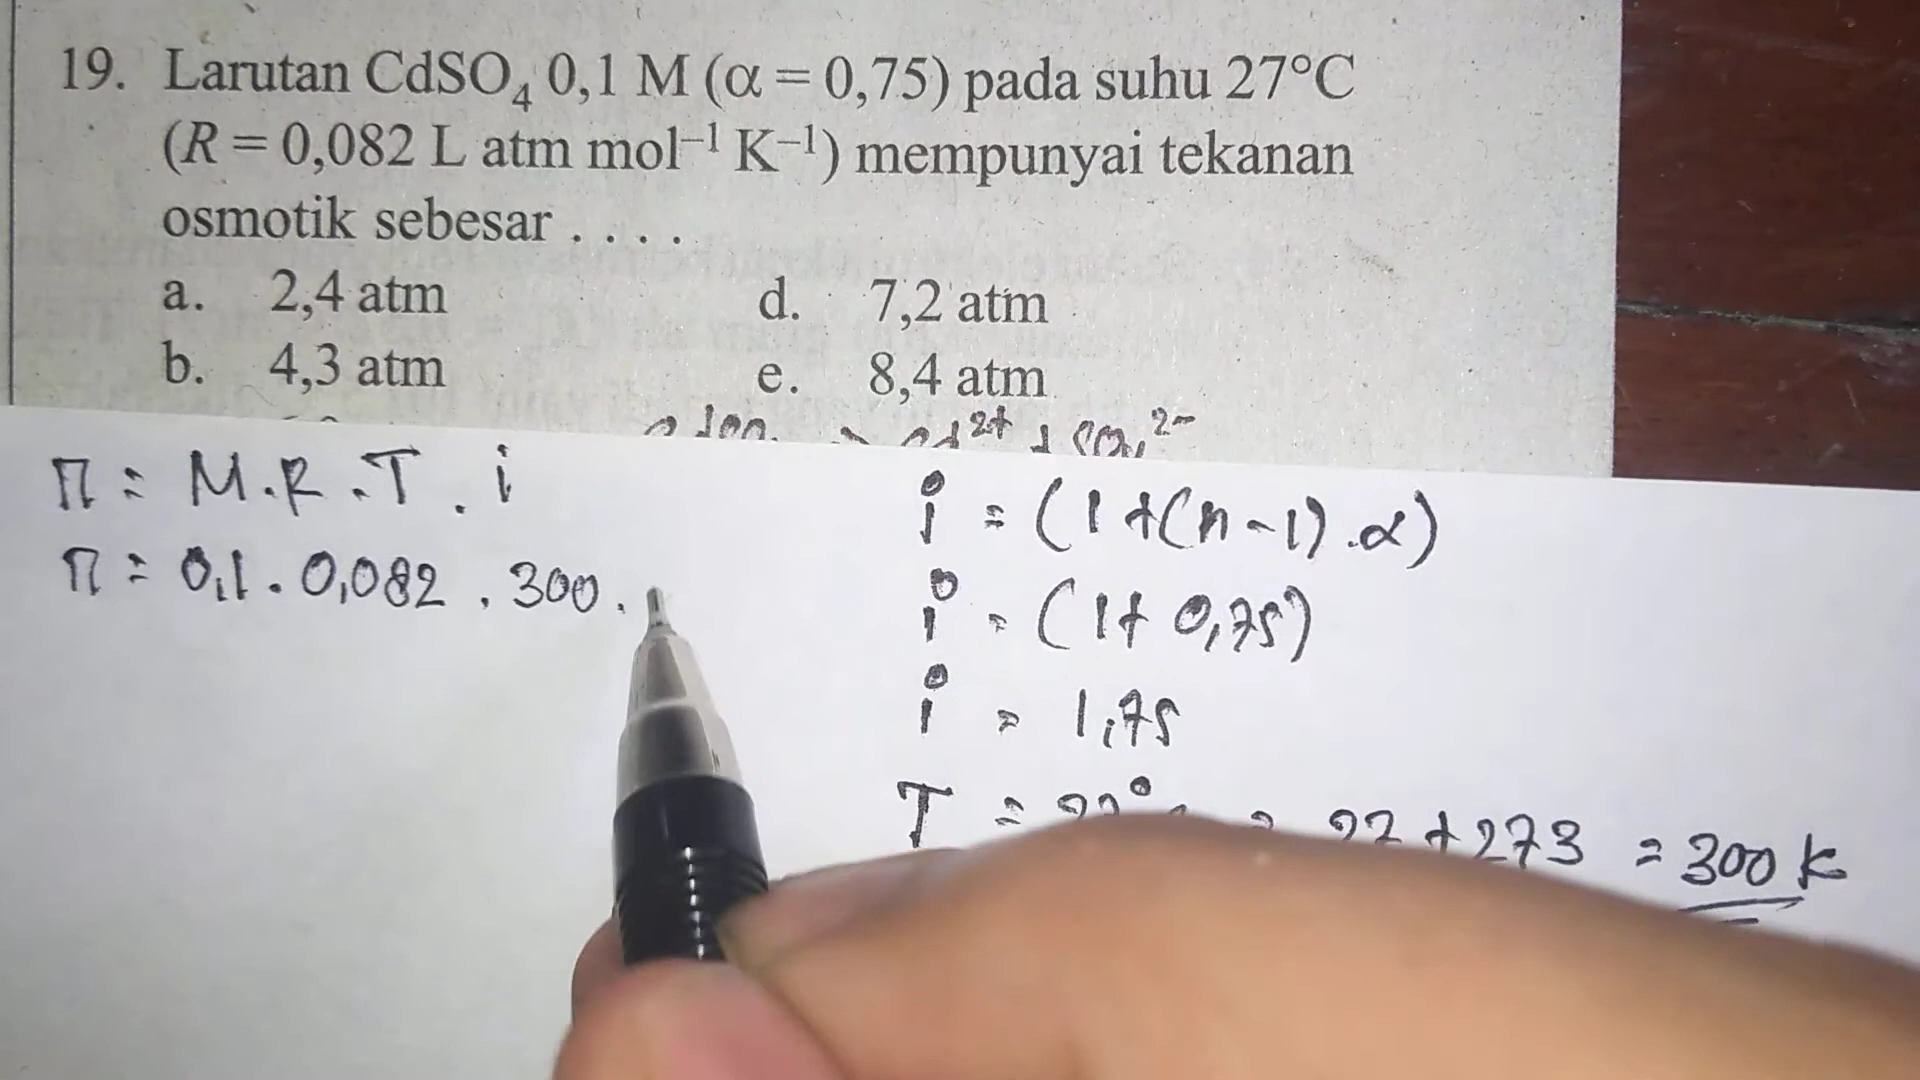 19. Larutan CdSO₄ 0,1 M (α = 0,75) pada suhu 27°C
(R = 0,082 L atm mol⁻¹ K⁻¹) mempunyai tekanan
osmotik sebesar . . . .
a. 2,4 atm
b. 4,3 atm
d. 7,2 atm
e. 8,4 atm
π = M.R.T.i
π = 0,1 . 0,082 . 300 .
i = (1+(n-1).α)
i = (1+0,75)
i = 1,75
T = 27° = 27+273 = 300 K